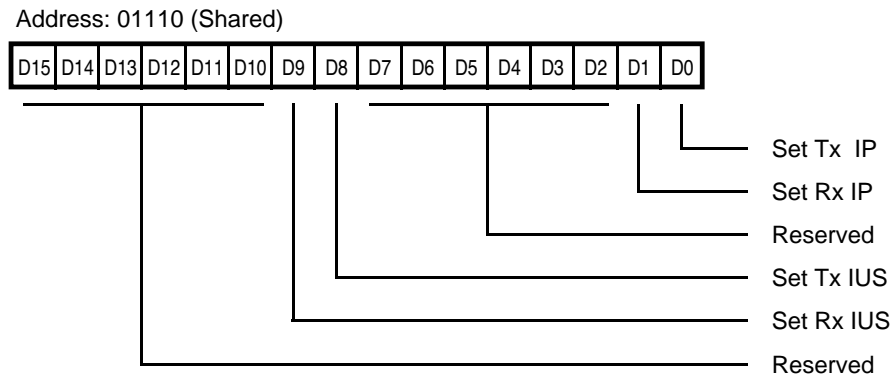 Address: 01110 (Shared)
D15 D14 D13 D12 D11 D10 D9 D8 D7 D6 D5 D4 D3 D2 D1 D0
Set Tx IP
Set Rx IP
Reserved
Set Tx IUS
Set Rx IUS
Reserved